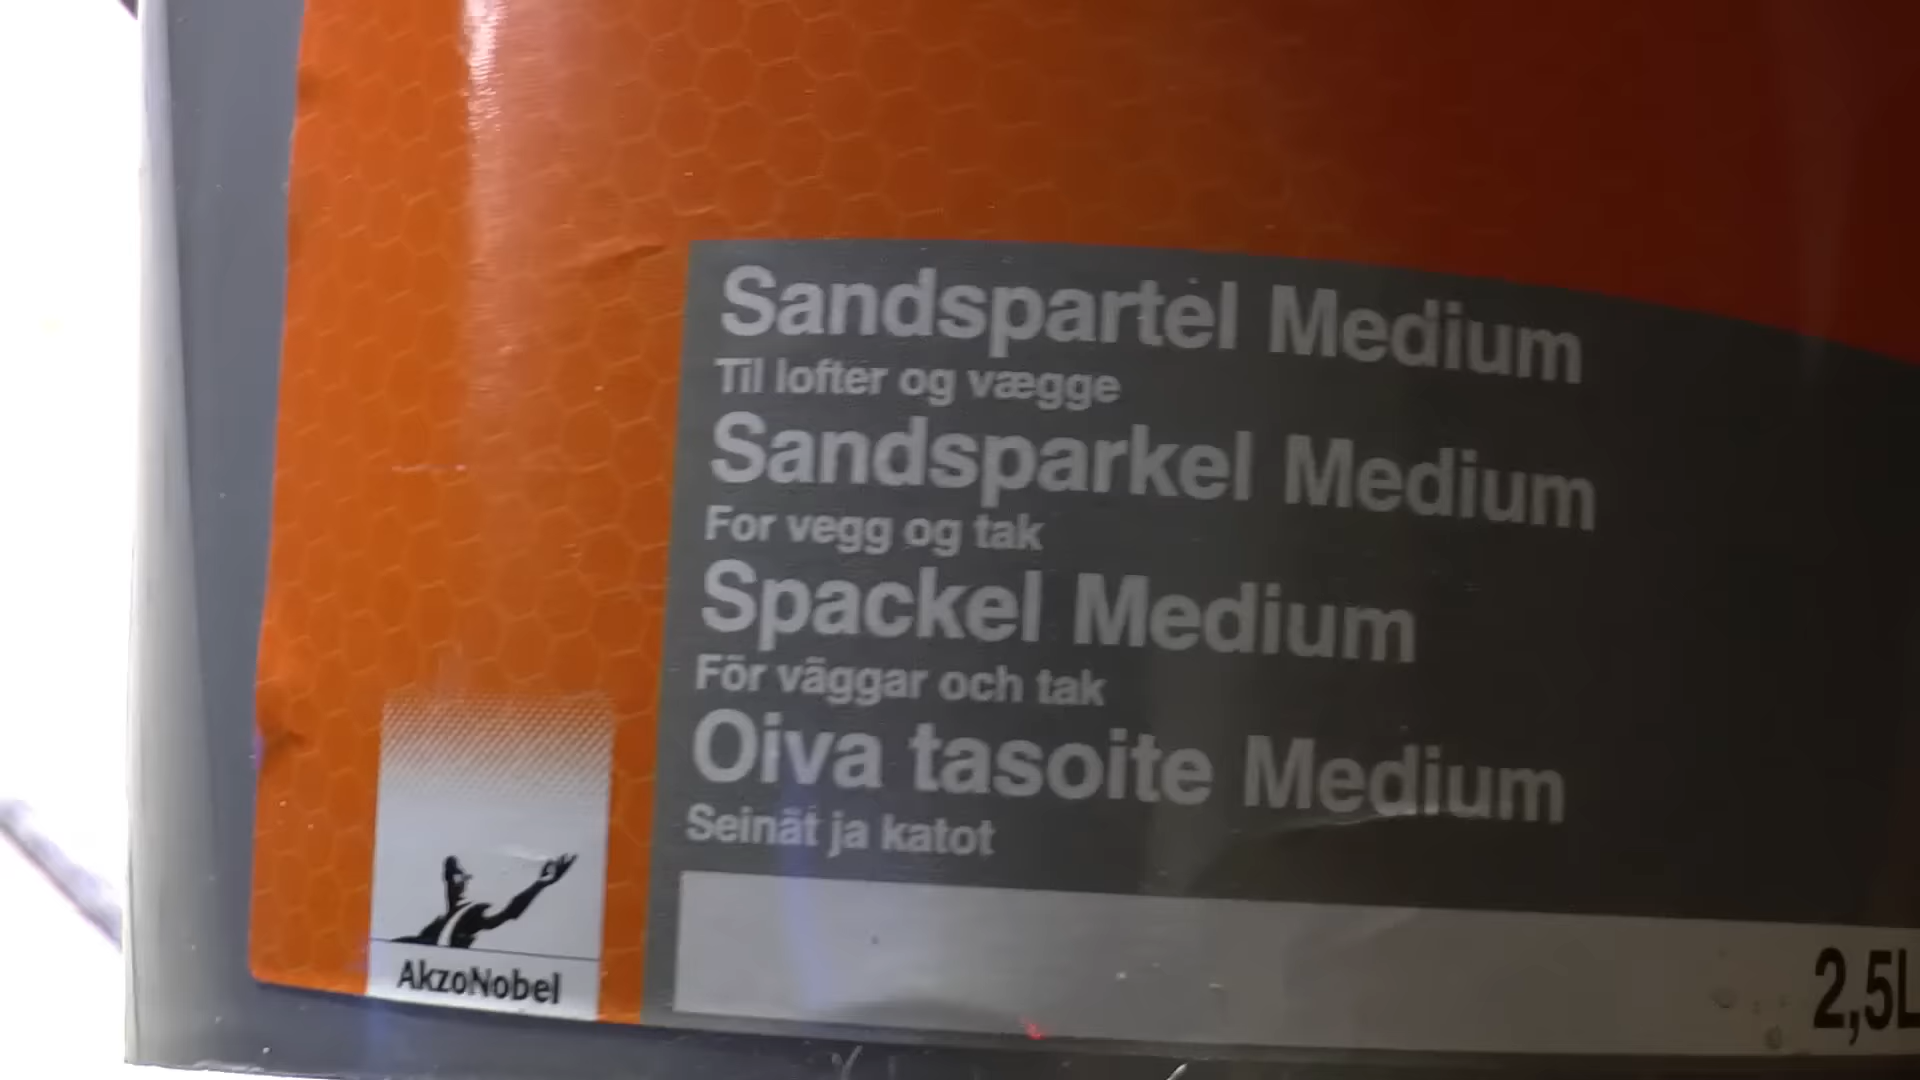 Sandspartel Medium
Til lofter og vægge
Sandsparkel Medium
For vegg og tak
Spackel Medium
För väggar och tak
Oiva tasoite Medium
Seinät ja katot
AkzoNobel
2,5L